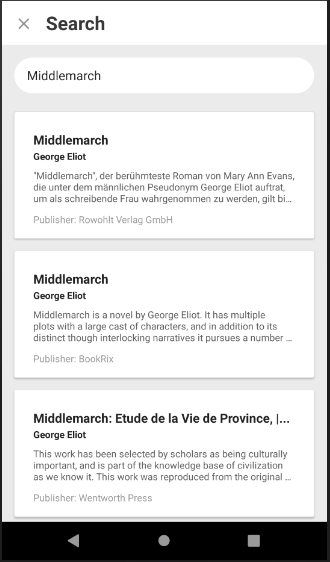 Search
Middlemarch
Middlemarch
George Eliot
"Middlemarch", der berühmteste Roman von Mary Ann Evans,
die unter dem männlichen Pseudonym George Eliot auftrat,
um als schreibende Frau wahrgenommen zu werden, gilt bi...
Publisher: Rowohlt Verlag GmbH
Middlemarch
George Eliot
Middlemarch is a novel by George Eliot. It has multiple
plots with a large cast of characters, and in addition to its
distinct though interlocking narratives it pursues a number ...
Publisher: BookRix
Middlemarch: Etude de la Vie de Province, |...
George Eliot
This work has been selected by scholars as being culturally
important, and is part of the knowledge base of civilization
as we know it. This work was reproduced from the original ...
Publisher: Wentworth Press